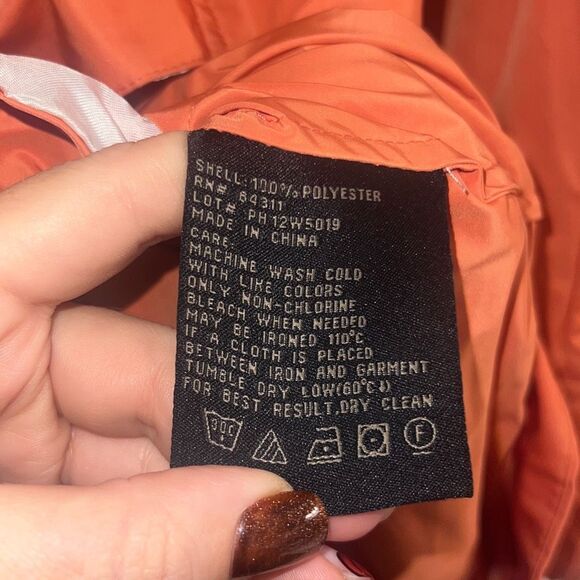 SHELL: 100% POLYESTER
RN# 64311
LOT# PH12W5019
MADE IN CHINA
CARE:
MACHINE WASH COLD
WITH LIKE COLORS
ONLY NON-CHLORINE
BLEACH WHEN NEEDED
MAY BE IRONED 110°C
IF A CLOTH IS PLACED
BETWEEN IRON AND GARMENT
TUMBLE DRY LOW(60°C↓)
FOR BEST RESULT,DRY CLEAN
30C F